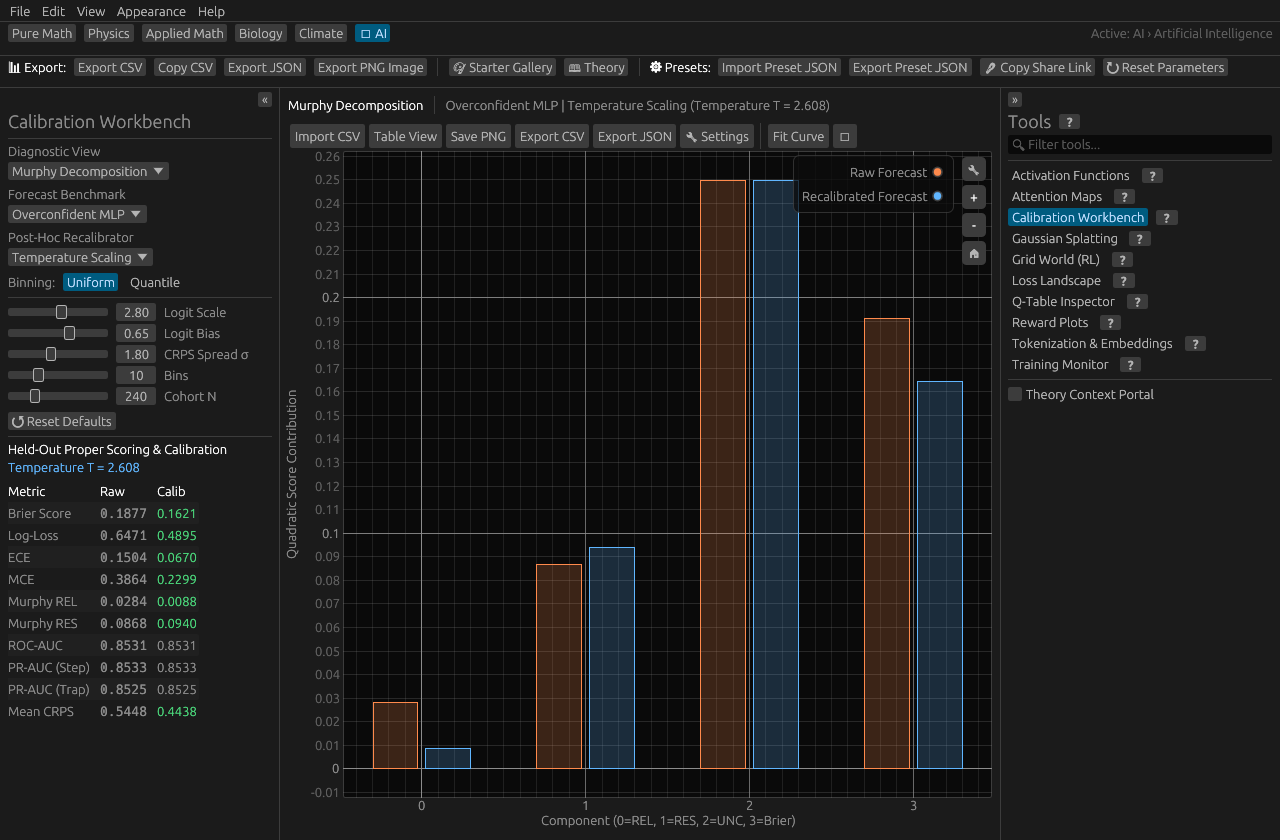 File Edit View Appearance Help
Pure Math Physics Applied Math Biology Climate AI Active: AI › Artificial Intelligence
Export: Export CSV Copy CSV Export JSON Export PNG Image Starter Gallery Theory Presets: Import Preset JSON Export Preset JSON Copy Share Link Reset Parameters
«
Calibration Workbench
Diagnostic View
Murphy Decomposition
Forecast Benchmark
Overconfident MLP
Post-Hoc Recalibrator
Temperature Scaling
Binning: Uniform Quantile
2.80 Logit Scale
0.65 Logit Bias
1.80 CRPS Spread σ
10 Bins
240 Cohort N
Reset Defaults
Held-Out Proper Scoring & Calibration
Temperature T = 2.608
Metric Raw Calib
Brier Score 0.1877 0.1621
Log-Loss 0.6471 0.4895
ECE 0.1504 0.0670
MCE 0.3864 0.2299
Murphy REL 0.0284 0.0088
Murphy RES 0.0868 0.0940
ROC-AUC 0.8531 0.8531
PR-AUC (Step) 0.8533 0.8533
PR-AUC (Trap) 0.8525 0.8525
Mean CRPS 0.5448 0.4438
Murphy Decomposition Overconfident MLP | Temperature Scaling (Temperature T = 2.608)
Import CSV Table View Save PNG Export CSV Export JSON Settings Fit Curve
Raw Forecast
Recalibrated Forecast
+
-
0.26
0.25
0.24
0.23
0.22
0.21
0.2
0.19
0.18
0.17
0.16
0.15
0.14
0.13
0.12
0.11
0.1
0.09
0.08
0.07
0.06
0.05
0.04
0.03
0.02
0.01
0
-0.01
Quadratic Score Contribution
0 1 2 3
Component (0=REL, 1=RES, 2=UNC, 3=Brier)
»
Tools ?
Filter tools...
Activation Functions ?
Attention Maps ?
Calibration Workbench ?
Gaussian Splatting ?
Grid World (RL) ?
Loss Landscape ?
Q-Table Inspector ?
Reward Plots ?
Tokenization & Embeddings ?
Training Monitor ?
Theory Context Portal